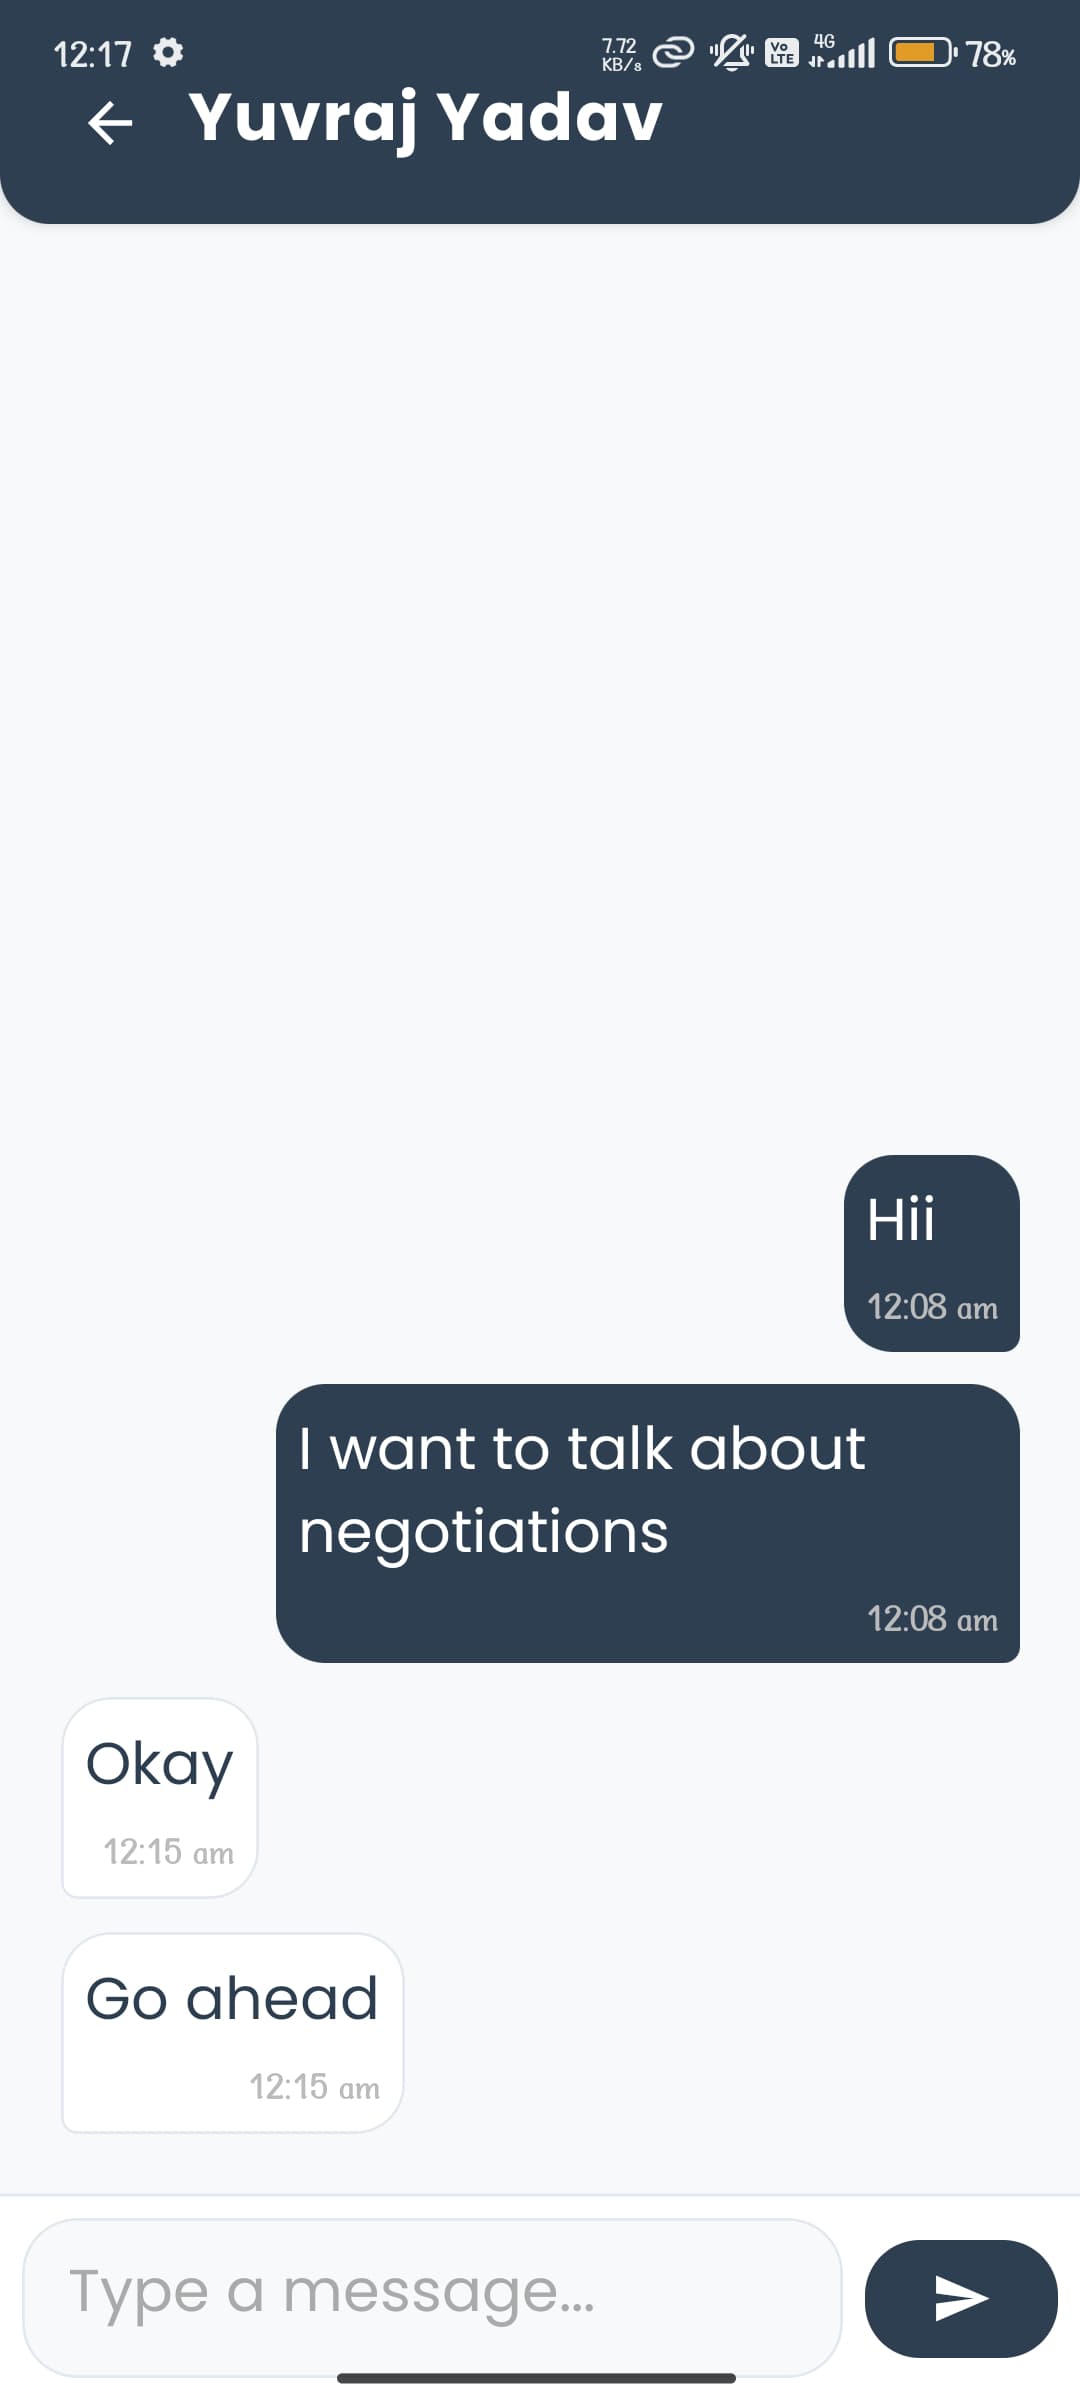 12:17
7.72
KB/s
Vo
LTE
4G
78%
Yuvraj Yadav
Hii
12:08 am
I want to talk about
negotiations
12:08 am
Okay
12:15 am
Go ahead
12:15 am
Type a message...